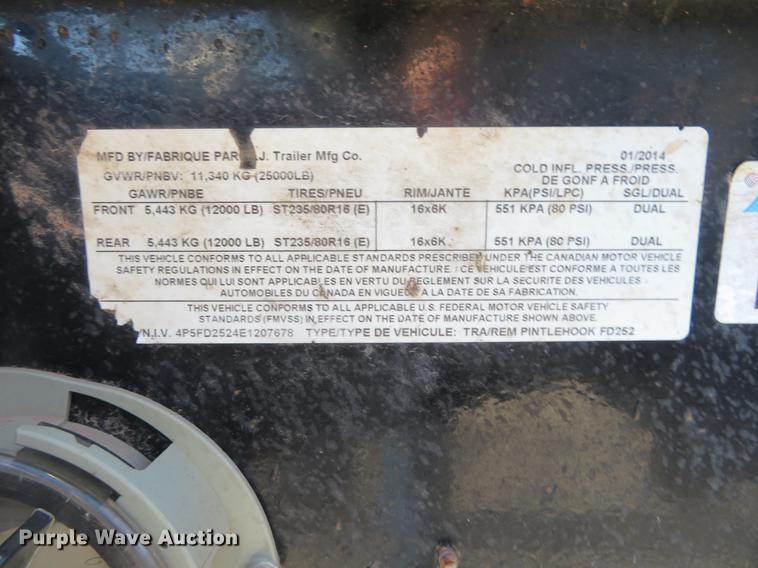 MFD BY/FABRIQUE PAR .J. Trailer Mfg Co. 01/2014
GVWR/PNBV: 11,340 KG (25000LB) COLD INFL. PRESS./PRESS.
DE GONF A FROID
GAWR/PNBE TIRES/PNEU RIM/JANTE KPA(PSI/LPC) SGL/DUAL
FRONT 5,443 KG (12000 LB) ST235/80R16 (E) 16x6K 551 KPA (80 PSI) DUAL
REAR 5,443 KG (12000 LB) ST235/80R16 (E) 16x6K 551 KPA (80 PSI) DUAL
THIS VEHICLE CONFORMS TO ALL APPLICABLE STANDARDS PRESCRIBED UNDER THE CANADIAN MOTOR VEHICLE
SAFETY REGULATIONS IN EFFECT ON THE DATE OF MANUFACTURE. / CE VEHICULE EST CONFORME A TOUTES LES
NORMES QUI LUI SONT APPLICABLES EN VERTU DU REGLEMENT SUR LA SECURITE DES VEHICULES
AUTOMOBILES DU CANADA EN VIGUEUR A LA DATE DE SA FABRICATION.
THIS VEHICLE CONFORMS TO ALL APPLICABLE U.S. FEDERAL MOTOR VEHICLE SAFETY
STANDARDS (FMVSS) IN EFFECT ON THE DATE OF MANUFACTURE SHOWN ABOVE.
/N.I.V. 4P5FD2524E1207678 TYPE/TYPE DE VEHICULE: TRA/REM PINTLEHOOK FD252
Purple Wave Auction